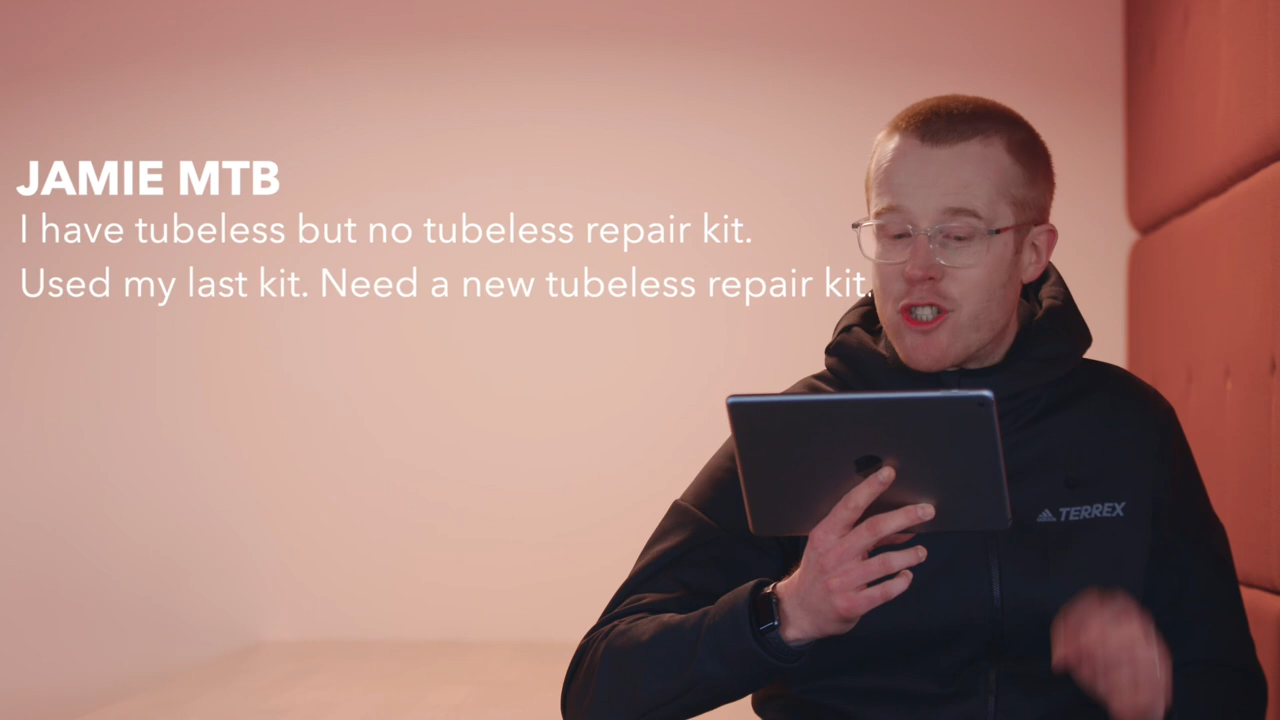 JAMIE MTB
I have tubeless but no tubeless repair kit.
Used my last kit. Need a new tubeless repair kit.
TERREX